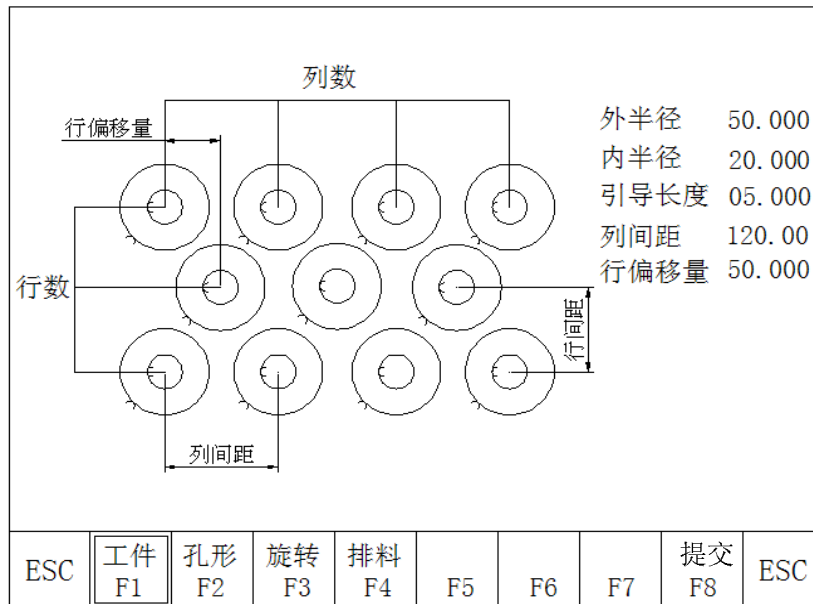 列数
行偏移量
外半径 50.000
内半径 20.000
引导长度 05.000
列间距 120.00
行偏移量 50.000
行数
行间距
列间距
ESC 工件 F1 孔形 F2 旋转 F3 排料 F4 F5 F6 F7 提交 F8 ESC